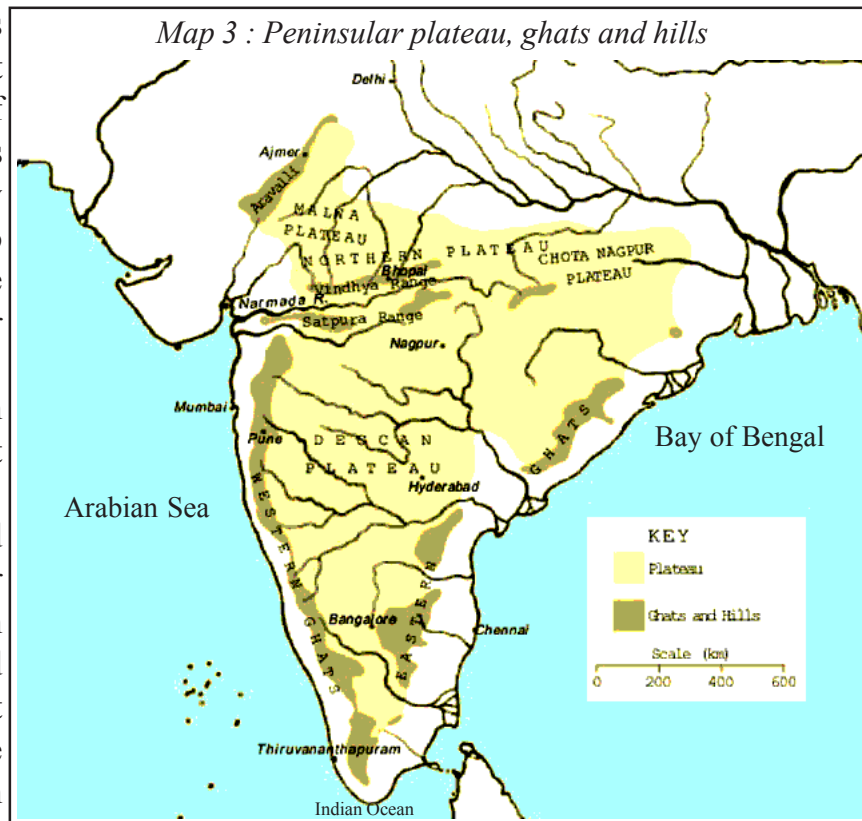 Map 3 : Peninsular plateau, ghats and hills
Delhi
Ajmer
Aravalli
MALWA
PLATEAU
NORTHERN PLATEAU
CHOTA NAGPUR
PLATEAU
Bhopal
Vindhya Range
Narmada R.
Satpura Range
Nagpur
Mumbai
Pune
DECCAN
PLATEAU
Hyderabad
GHATS
Bay of Bengal
Arabian Sea
WESTERN GHATS
EASTERN
Bangalore
Chennai
Thiruvananthapuram
Indian Ocean
KEY
Plateau
Ghats and Hills
Scale (km)
0 200 400 600